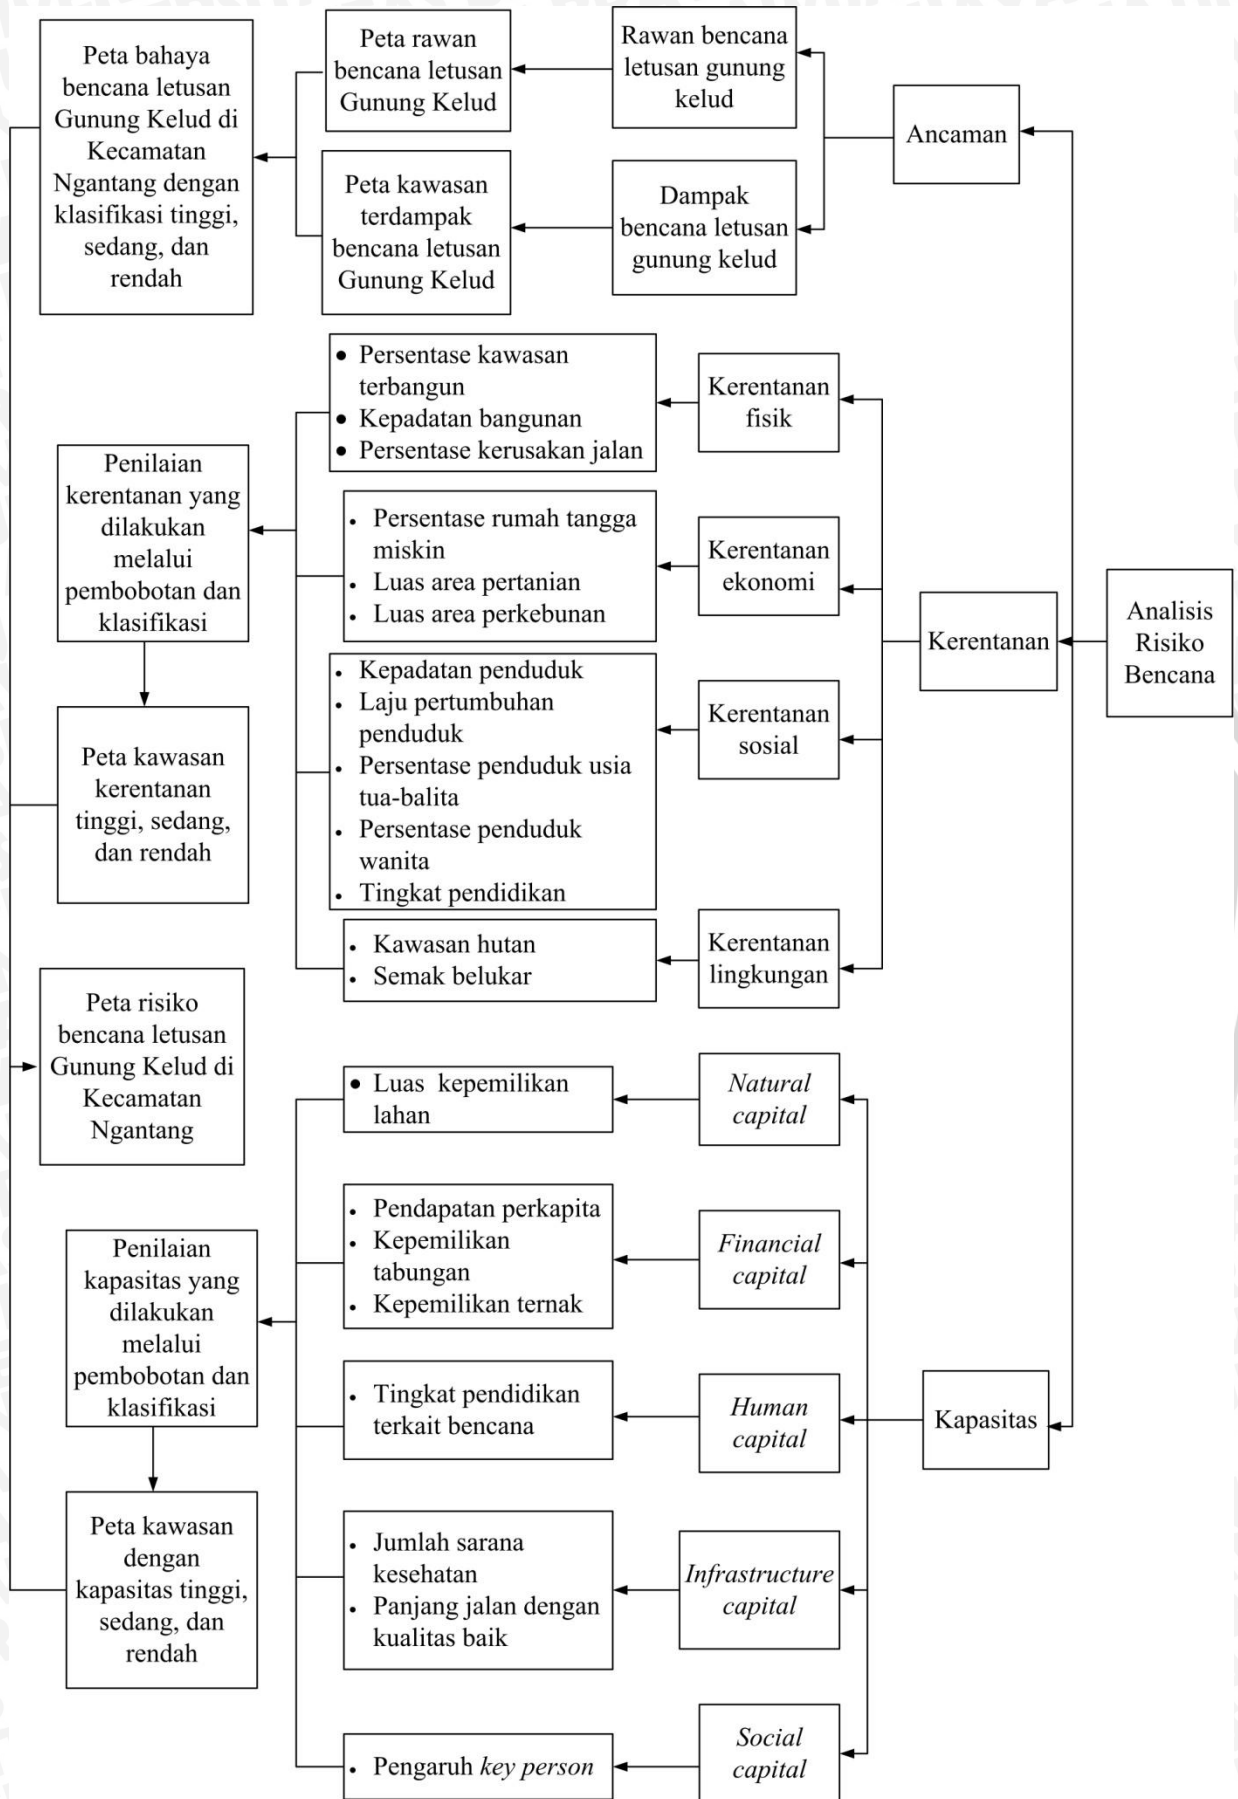 Peta bahaya
bencana letusan
Gunung Kelud di
Kecamatan
Ngantang dengan
klasifikasi tinggi,
sedang, dan
rendah
Peta rawan
bencana letusan
Gunung Kelud
Rawan bencana
letusan gunung
kelud
Ancaman
Peta kawasan
terdampak
bencana letusan
Gunung Kelud
Dampak
bencana letusan
gunung kelud
• Persentase kawasan
terbangun
• Kepadatan bangunan
• Persentase kerusakan jalan
Kerentanan
fisik
Penilaian
kerentanan yang
dilakukan
melalui
pembobotan dan
klasifikasi
• Persentase rumah tangga
miskin
• Luas area pertanian
• Luas area perkebunan
Kerentanan
ekonomi
Kerentanan
Analisis
Risiko
Bencana
• Kepadatan penduduk
• Laju pertumbuhan
penduduk
• Persentase penduduk usia
tua-balita
• Persentase penduduk
wanita
• Tingkat pendidikan
Kerentanan
sosial
Peta kawasan
kerentanan
tinggi, sedang,
dan rendah
• Kawasan hutan
• Semak belukar
Kerentanan
lingkungan
Peta risiko
bencana letusan
Gunung Kelud di
Kecamatan
Ngantang
• Luas kepemilikan
lahan
Natural
capital
• Pendapatan perkapita
• Kepemilikan
tabungan
• Kepemilikan ternak
Financial
capital
Penilaian
kapasitas yang
dilakukan
melalui
pembobotan dan
klasifikasi
• Tingkat pendidikan
terkait bencana
Human
capital
Kapasitas
Peta kawasan
dengan
kapasitas tinggi,
sedang, dan
rendah
• Jumlah sarana
kesehatan
• Panjang jalan dengan
kualitas baik
Infrastructure
capital
• Pengaruh key person
Social
capital